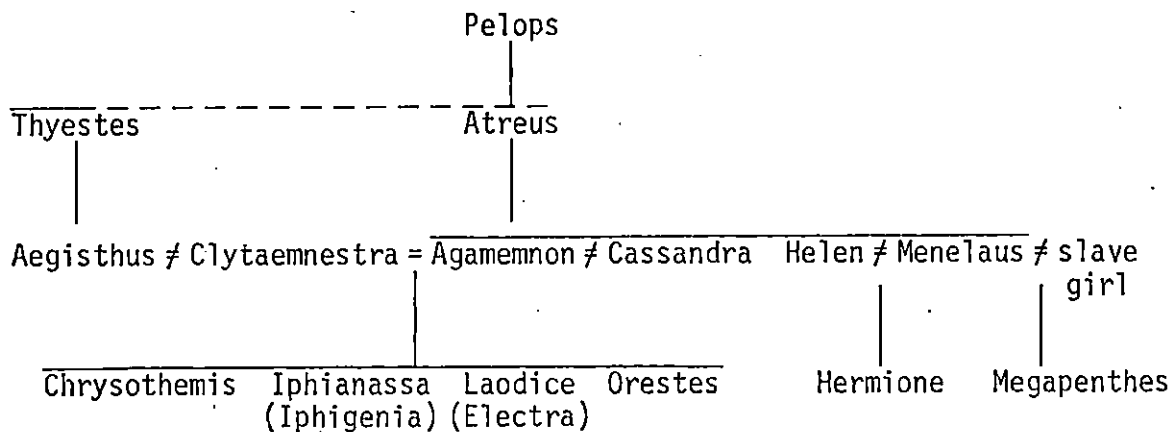 Pelops
Thyestes Atreus
Aegisthus ≠ Clytaemnestra = Agamemnon ≠ Cassandra Helen ≠ Menelaus ≠ slave
girl
Chrysothemis Iphianassa Laodice Orestes Hermione Megapenthes
(Iphigenia) (Electra)